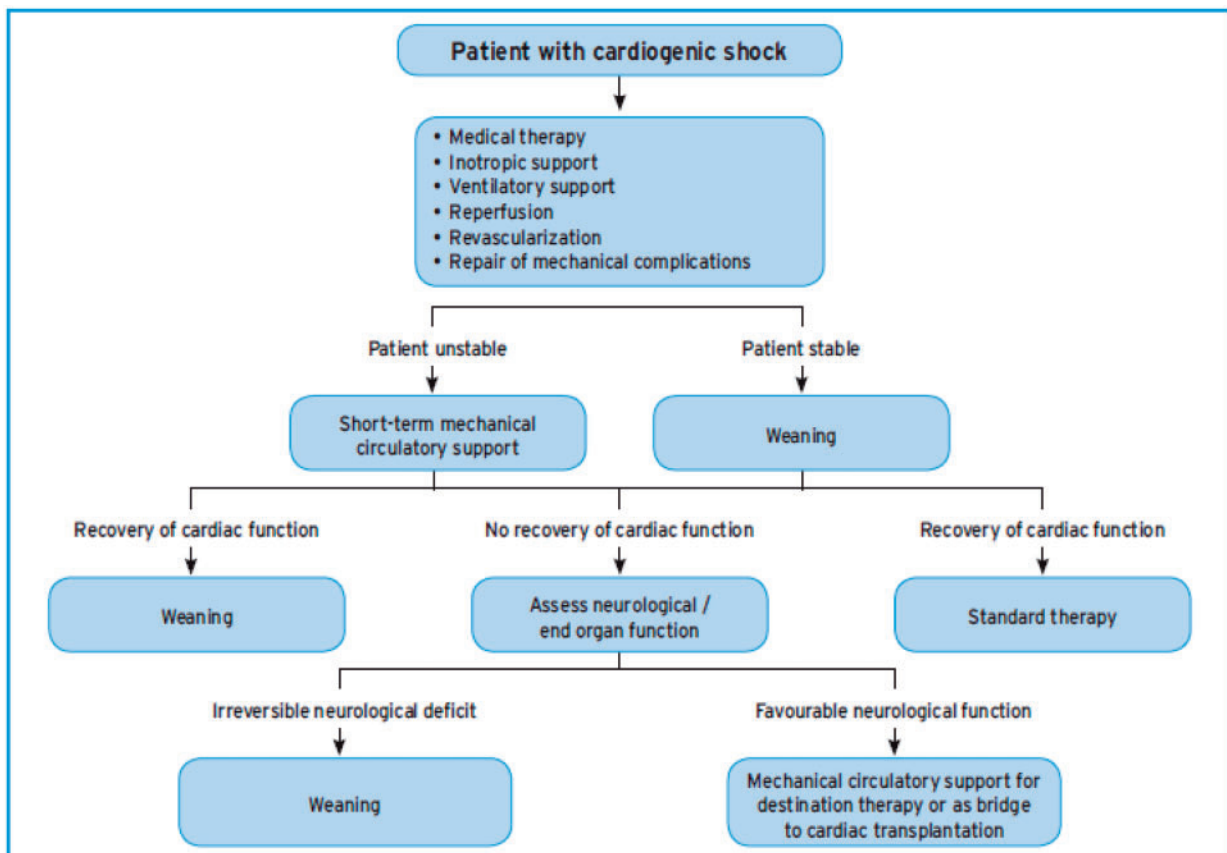 Patient with cardiogenic shock
• Medical therapy
• Inotropic support
• Ventilatory support
• Reperfusion
• Revascularization
• Repair of mechanical complications
Patient unstable
Patient stable
Short-term mechanical
circulatory support
Weaning
Recovery of cardiac function
No recovery of cardiac function
Recovery of cardiac function
Weaning
Assess neurological /
end organ function
Standard therapy
Irreversible neurological deficit
Favourable neurological function
Weaning
Mechanical circulatory support for
destination therapy or as bridge
to cardiac transplantation